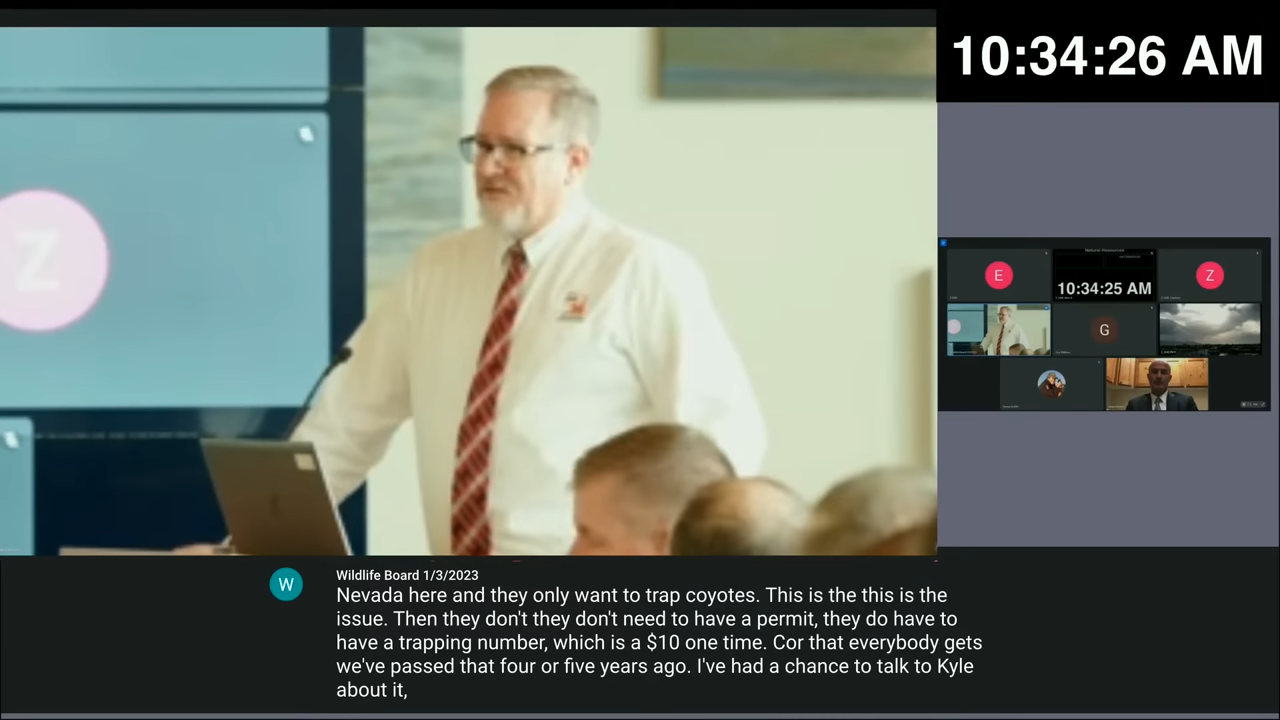 10:34:26 AM
Z
E
10:34:25 AM
Z
G
W
Wildlife Board 1/3/2023
Nevada here and they only want to trap coyotes. This is the this is the
issue. Then they don't they don't need to have a permit, they do have to
have a trapping number, which is a $10 one time. Cor that everybody gets
we've passed that four or five years ago. I've had a chance to talk to Kyle
about it,